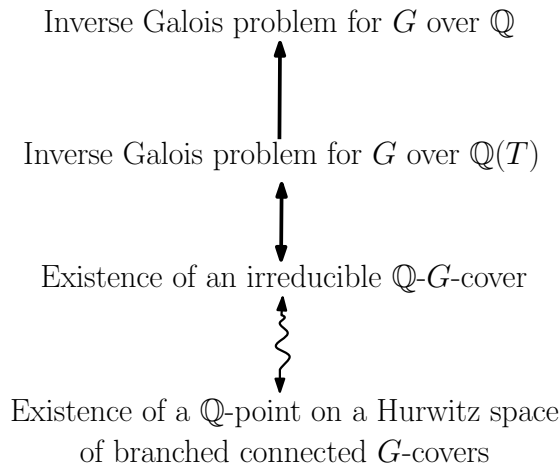 Inverse Galois problem for G over ℚ
Inverse Galois problem for G over ℚ(T)
Existence of an irreducible ℚ-G-cover
Existence of a ℚ-point on a Hurwitz space
of branched connected G-covers